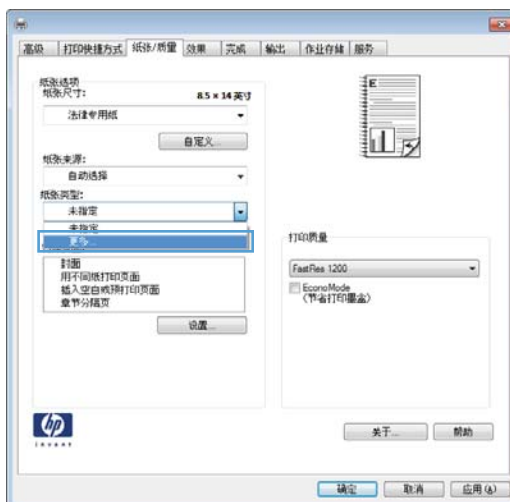 高级 打印快捷方式 纸张/质量 效果 完成 输出 作业存储 服务
纸张选项
纸张尺寸: 8.5 × 14 英寸
法律专用纸
自定义...
纸张来源:
自动选择
纸张类型:
未指定
未指定
更多...
封面
用不同纸打印页面
插入空白或预打印页面
章节分隔页
设置...
E
打印质量
FastRes 1200
EconoMode
(节省打印墨盒)
hp
invent
关于... 帮助
确定 取消 应用(A)